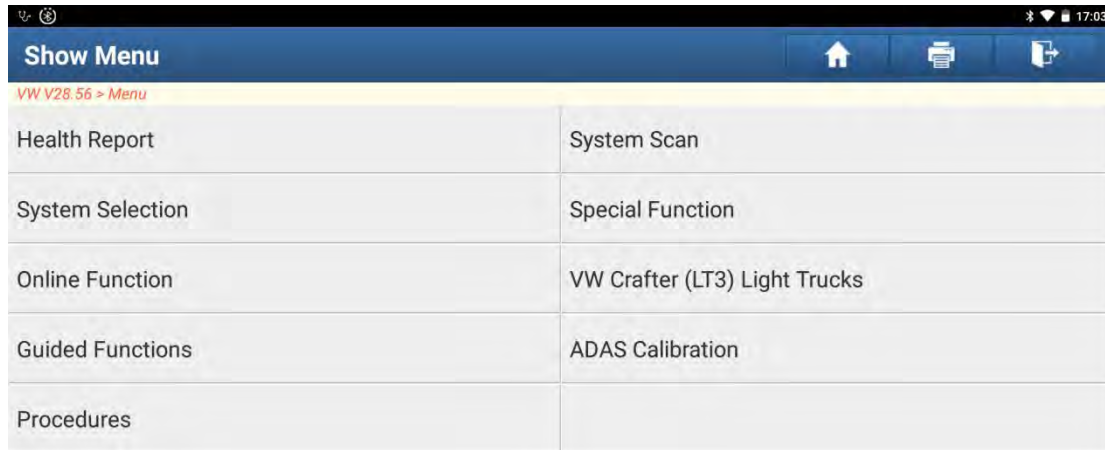 17:03
Show Menu
VW V28.56 > Menu
Health Report
System Scan
System Selection
Special Function
Online Function
VW Crafter (LT3) Light Trucks
Guided Functions
ADAS Calibration
Procedures